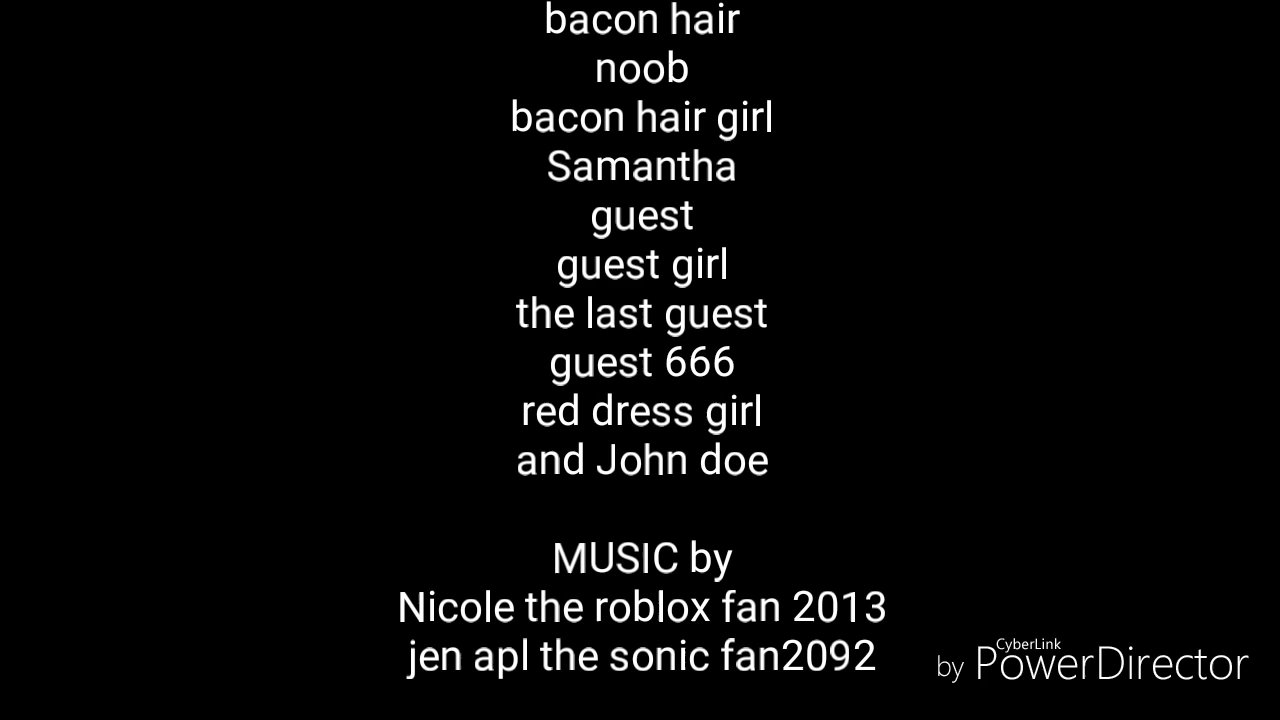 bacon hair
noob
bacon hair girl
Samantha
guest
guest girl
the last guest
guest 666
red dress girl
and John doe
MUSIC by
Nicole the roblox fan 2013
jen apl the sonic fan2092
CyberLink
by PowerDirector